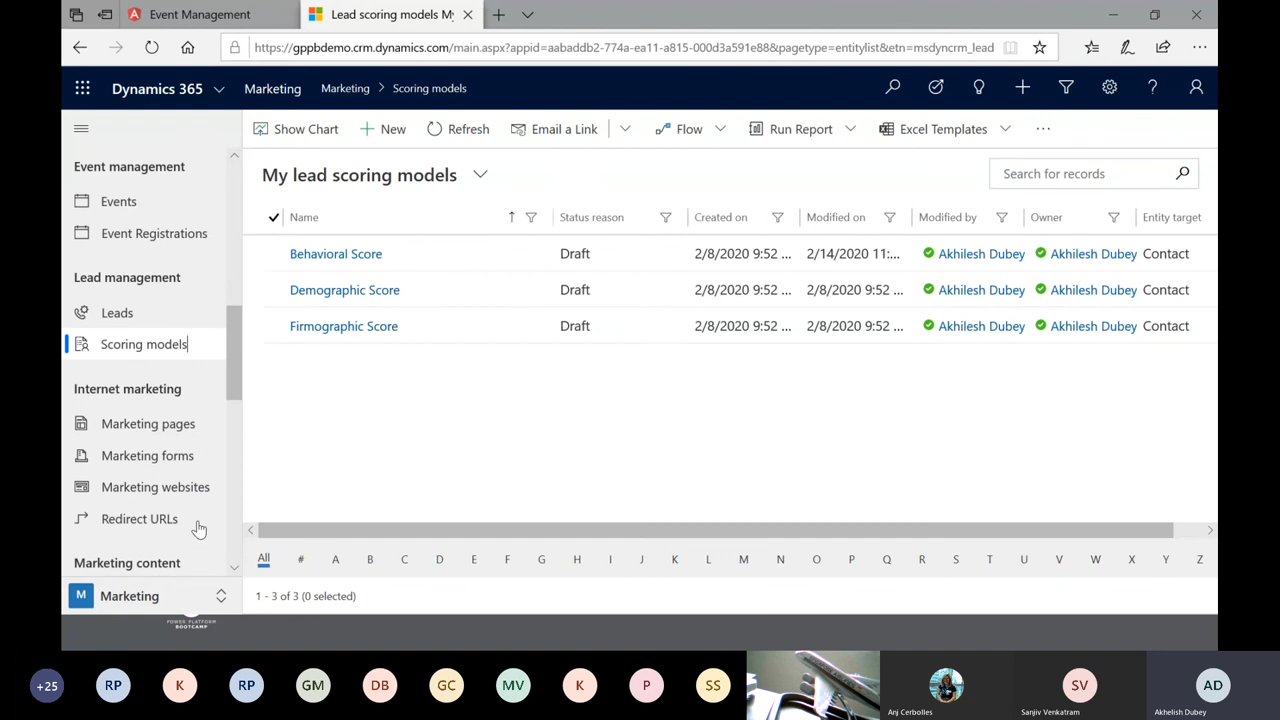 Event Management
Lead scoring models My
https://gppbdemo.crm.dynamics.com/main.aspx?appid=aabaddb2-774a-ea11-a815-000d3a591e88&pagetype=entitylist&etn=msdyncrm_lead
Dynamics 365
Marketing
Marketing > Scoring models
Show Chart
New
Refresh
Email a Link
Flow
Run Report
Excel Templates
Event management
Events
Event Registrations
Lead management
Leads
Scoring models
Internet marketing
Marketing pages
Marketing forms
Marketing websites
Redirect URLs
Marketing content
M Marketing
My lead scoring models
Search for records
Name Status reason Created on Modified on Modified by Owner Entity target
Behavioral Score Draft 2/8/2020 9:52 ... 2/14/2020 11:... Akhilesh Dubey Akhilesh Dubey Contact
Demographic Score Draft 2/8/2020 9:52 ... 2/8/2020 9:52 ... Akhilesh Dubey Akhilesh Dubey Contact
Firmographic Score Draft 2/8/2020 9:52 ... 2/8/2020 9:52 ... Akhilesh Dubey Akhilesh Dubey Contact
All # A B C D E F G H I J K L M N O P Q R S T U V W X Y Z
1 - 3 of 3 (0 selected)
POWER PLATFORM
BOOTCAMP
+25 RP K RP GM DB GC MV K P SS SV AD
Anj Cerbolles Sanjiv Venkatram Akhelish Dubey